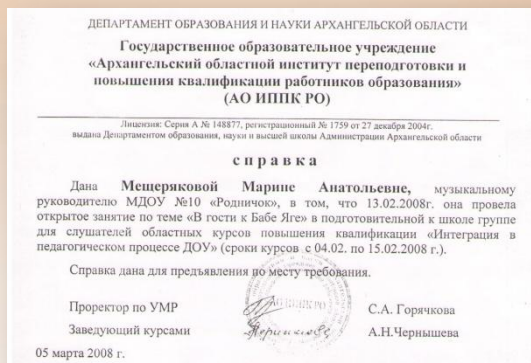 ДЕПАРТАМЕНТ ОБРАЗОВАНИЯ И НАУКИ АРХАНГЕЛЬСКОЙ ОБЛАСТИ
Государственное образовательное учреждение
«Архангельский областной институт переподготовки и
повышения квалификации работников образования»
(АО ИППК РО)
Лицензия: Серия А № 148877, регистрационный № 1759 от 27 декабря 2004г.
выдана Департаментом образования, науки и высшей школы Администрации Архангельской области
справка
Дана Мещеряковой Марине Анатольевне, музыкальному
руководителю МДОУ №10 «Родничок», в том, что 13.02.2008г. она провела
открытое занятие по теме «В гости к Бабе Яге» в подготовительной к школе группе
для слушателей областных курсов повышения квалификации «Интеграция в
педагогическом процессе ДОУ» (сроки курсов с 04.02. по 15.02.2008 г.).
Справка дана для предъявления по месту требования.
Проректор по УМР С.А. Горячкова
Заведующий курсами А.Н.Чернышева
05 марта 2008 г.